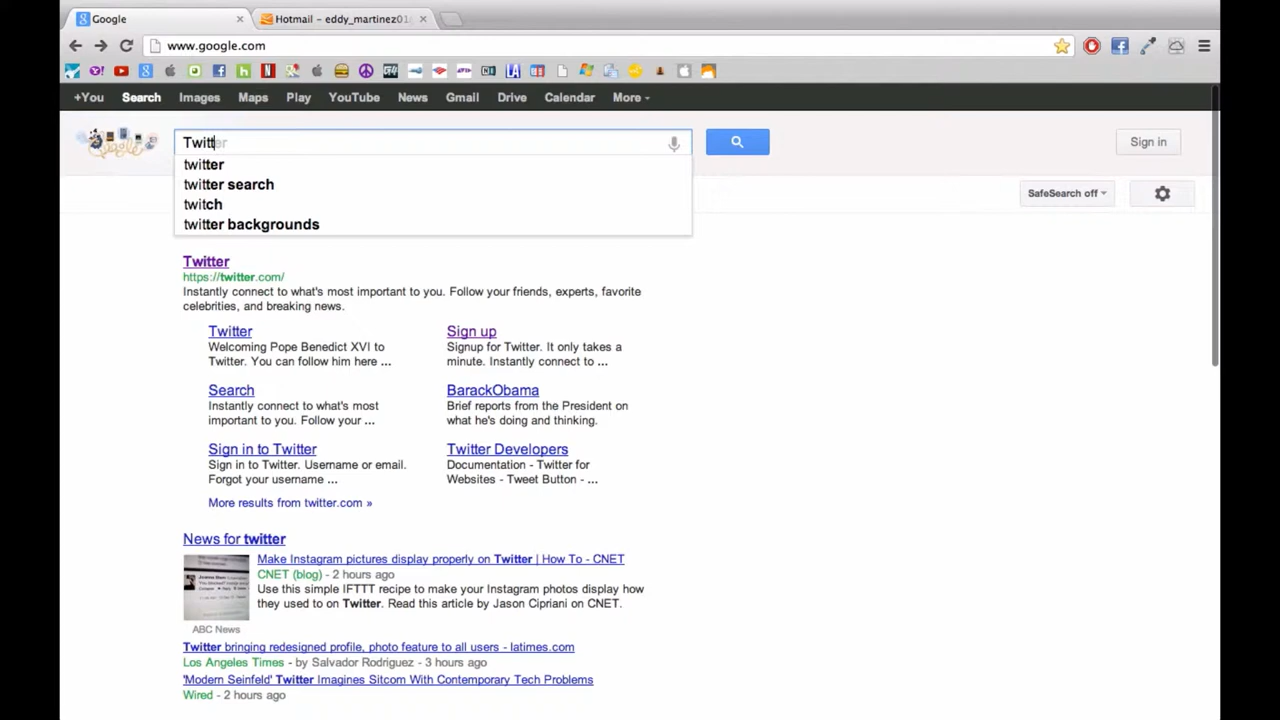 Google
Hotmail - eddy_martinez01
www.google.com
+You Search Images Maps Play YouTube News Gmail Drive Calendar More
Twitter
Sign in
twitter
twitter search
twitch
twitter backgrounds
SafeSearch off
Twitter
https://twitter.com/
Instantly connect to what's most important to you. Follow your friends, experts, favorite
celebrities, and breaking news.
Twitter
Welcoming Pope Benedict XVI to
Twitter. You can follow him here ...
Sign up
Signup for Twitter. It only takes a
minute. Instantly connect to ...
Search
Instantly connect to what's most
important to you. Follow your ...
BarackObama
Brief reports from the President on
what he's doing and thinking.
Sign in to Twitter
Sign in to Twitter. Username or email.
Forgot your username ...
Twitter Developers
Documentation - Twitter for
Websites - Tweet Button - ...
More results from twitter.com »
News for twitter
Make Instagram pictures display properly on Twitter | How To - CNET
CNET (blog) - 2 hours ago
Use this simple IFTTT recipe to make your Instagram photos display how
they used to on Twitter. Read this article by Jason Cipriani on CNET.
ABC News
Twitter bringing redesigned profile, photo feature to all users - latimes.com
Los Angeles Times - by Salvador Rodriguez - 3 hours ago
'Modern Seinfeld' Twitter Imagines Sitcom With Contemporary Tech Problems
Wired - 2 hours ago